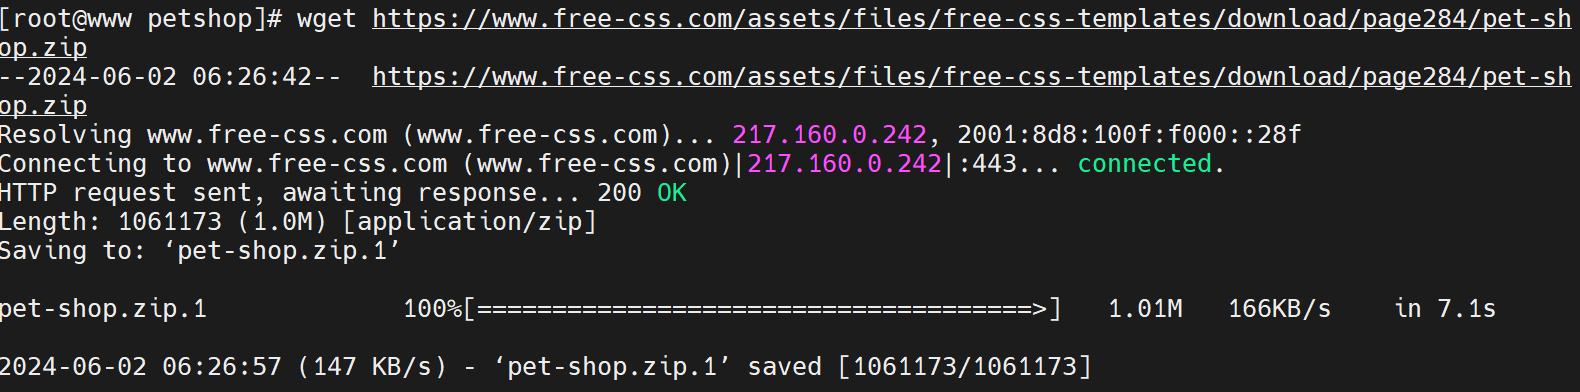 [root@www petshop]# wget https://www.free-css.com/assets/files/free-css-templates/download/page284/pet-sh
op.zip
--2024-06-02 06:26:42--  https://www.free-css.com/assets/files/free-css-templates/download/page284/pet-sh
op.zip
Resolving www.free-css.com (www.free-css.com)... 217.160.0.242, 2001:8d8:100f:f000::28f
Connecting to www.free-css.com (www.free-css.com)|217.160.0.242|:443... connected.
HTTP request sent, awaiting response... 200 OK
Length: 1061173 (1.0M) [application/zip]
Saving to: ‘pet-shop.zip.1’
pet-shop.zip.1             100%[=====================================>]   1.01M   166KB/s    in 7.1s
2024-06-02 06:26:57 (147 KB/s) - ‘pet-shop.zip.1’ saved [1061173/1061173]